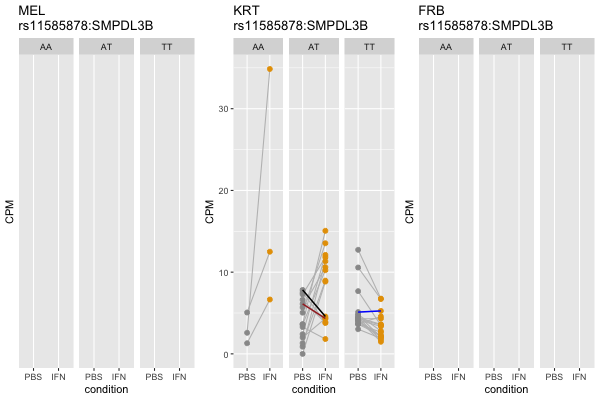 MEL
rs11585878:SMPDL3B
AA AT TT
CPM
PBS IFN PBS IFN PBS IFN
condition
KRT
rs11585878:SMPDL3B
AA AT TT
30
20
10
0
CPM
PBS IFN PBS IFN PBS IFN
condition
FRB
rs11585878:SMPDL3B
AA AT TT
CPM
PBS IFN PBS IFN PBS IFN
condition